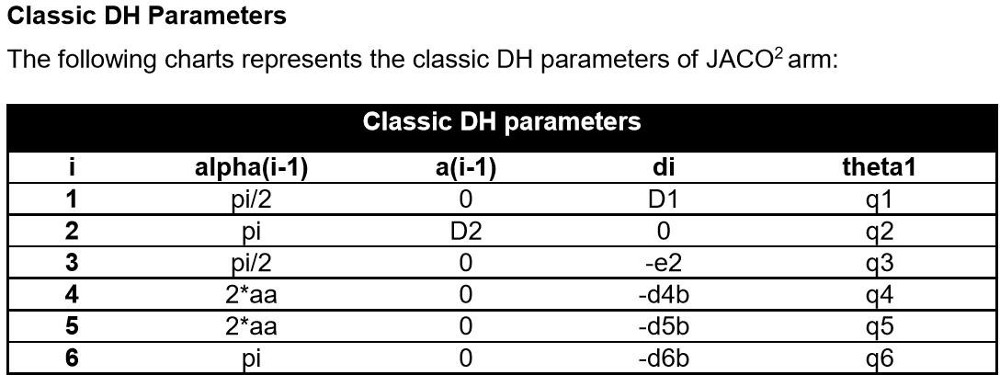 Classic DH Parameters
The following charts represents the classic DH parameters of JACO² arm:
Classic DH parameters
i alpha(i-1) a(i-1) di theta1
1 pi/2 0 D1 q1
2 pi D2 0 q2
3 pi/2 0 -e2 q3
4 2*aa 0 -d4b q4
5 2*aa 0 -d5b q5
6 pi 0 -d6b q6